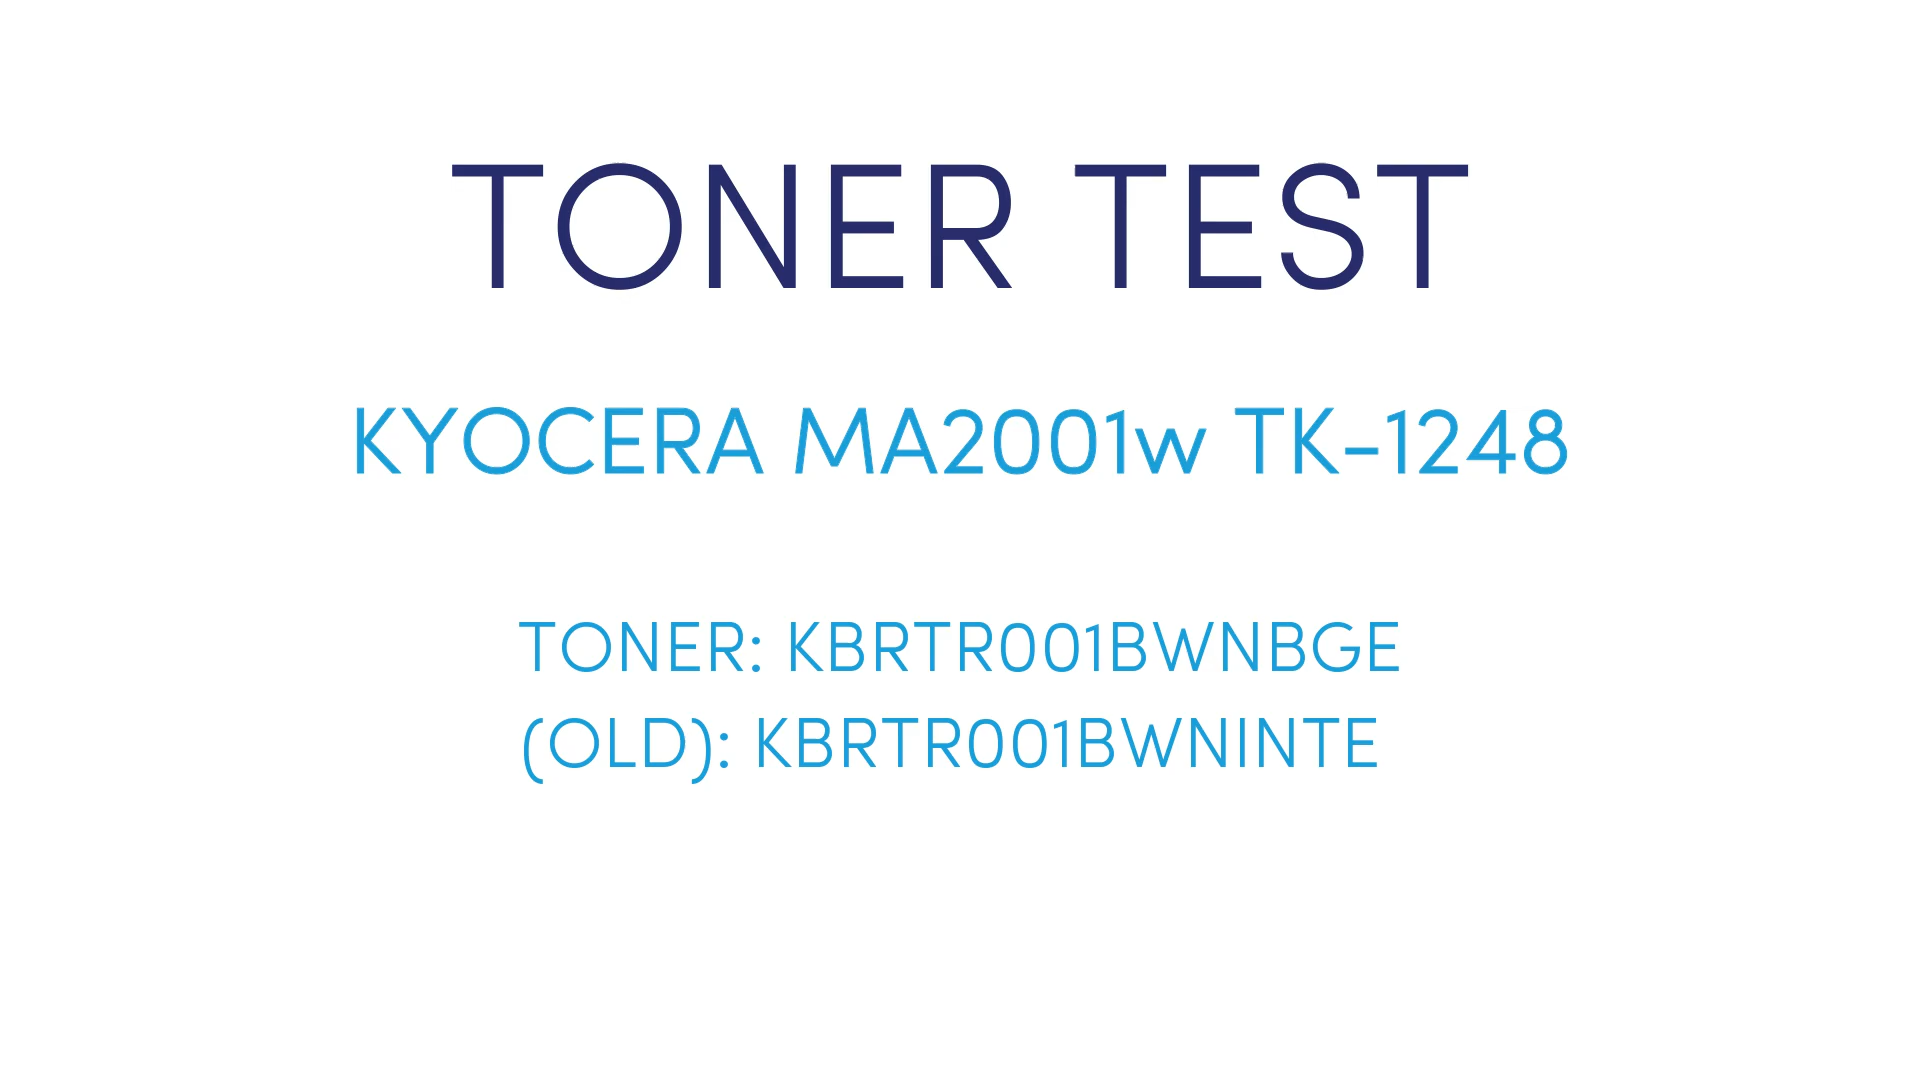 TONER TEST
KYOCERA MA2001w TK-1248
TONER: KBRTR001BWNBGE
(OLD): KBRTR001BWNINTE